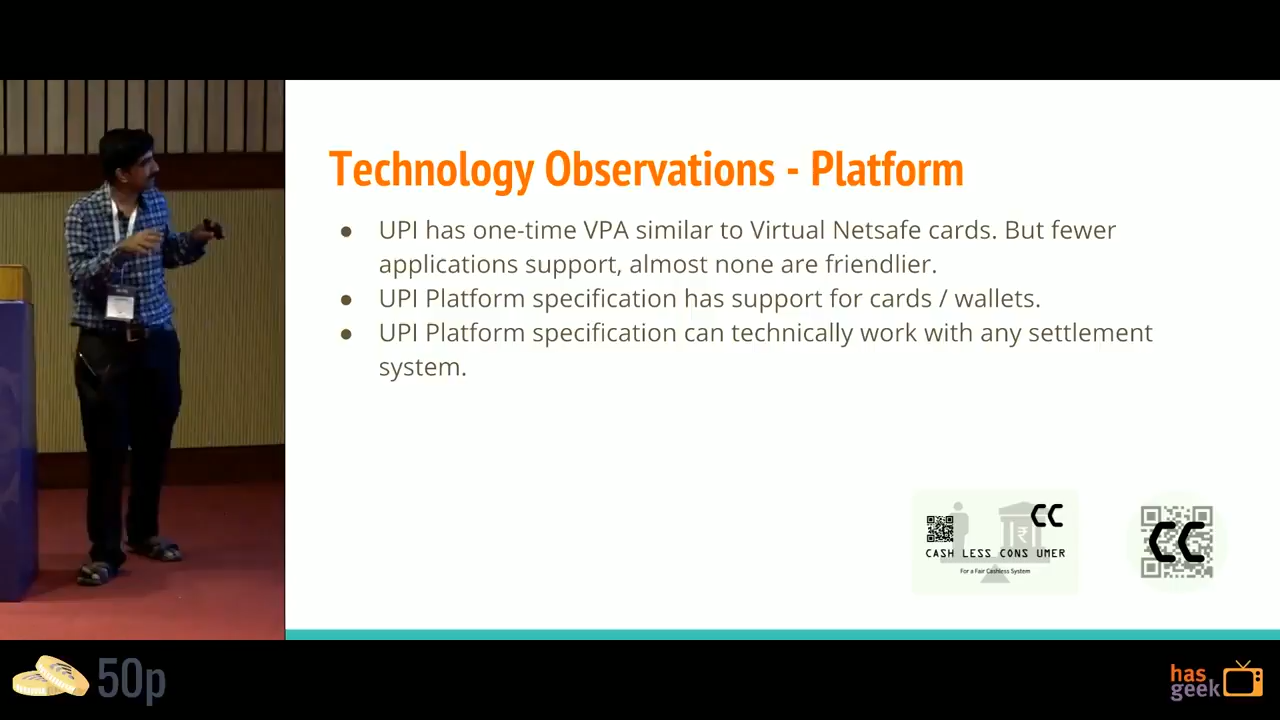 Technology Observations - Platform
● UPI has one-time VPA similar to Virtual Netsafe cards. But fewer
applications support, almost none are friendlier.
● UPI Platform specification has support for cards / wallets.
● UPI Platform specification can technically work with any settlement
system.
CC
CASH LESS CONS UMER
For a Fair Cashless System
CC
50p
has
geek